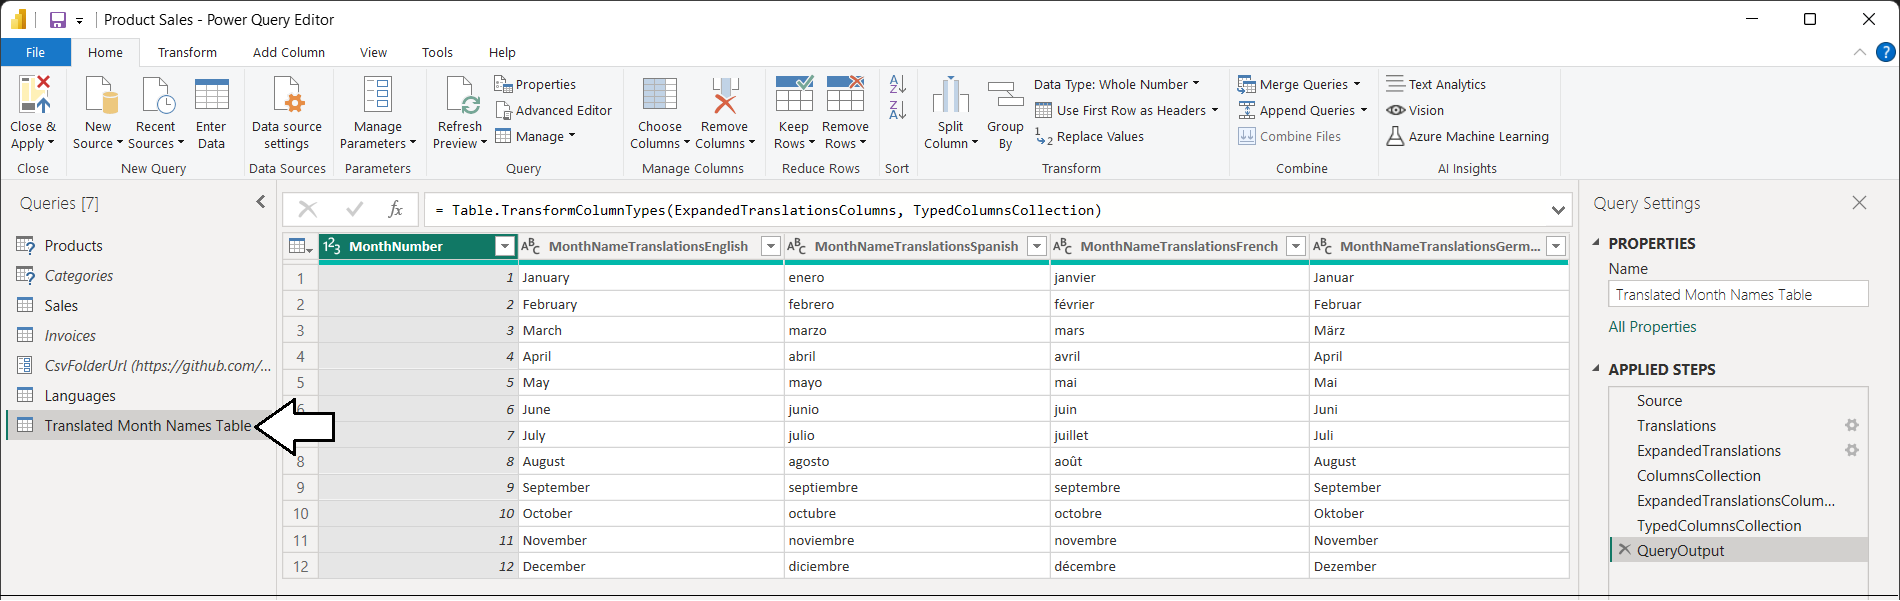 Product Sales - Power Query Editor
File Home Transform Add Column View Tools Help
Close & Apply
Close
New Source
Recent Sources
Enter Data
New Query
Data source settings
Data Sources
Manage Parameters
Parameters
Refresh Preview
Properties
Advanced Editor
Manage
Query
Choose Columns
Remove Columns
Manage Columns
Keep Rows
Remove Rows
Reduce Rows
Sort
Split Column
Group By
Data Type: Whole Number
Use First Row as Headers
Replace Values
Transform
Merge Queries
Append Queries
Combine Files
Combine
Text Analytics
Vision
Azure Machine Learning
AI Insights
Queries [7]
Products
Categories
Sales
Invoices
CsvFolderUrl (https://github.com/...
Languages
Translated Month Names Table
= Table.TransformColumnTypes(ExpandedTranslationsColumns, TypedColumnsCollection)
MonthNumber MonthNameTranslationsEnglish MonthNameTranslationsSpanish MonthNameTranslationsFrench MonthNameTranslationsGerm...
1 1 January enero janvier Januar
2 2 February febrero février Februar
3 3 March marzo mars März
4 4 April abril avril April
5 5 May mayo mai Mai
6 6 June junio juin Juni
7 July julio juillet Juli
8 8 August agosto août August
9 9 September septiembre septembre September
10 10 October octubre octobre Oktober
11 11 November noviembre novembre November
12 12 December diciembre décembre Dezember
Query Settings
PROPERTIES
Name
Translated Month Names Table
All Properties
APPLIED STEPS
Source
Translations
ExpandedTranslations
ColumnsCollection
ExpandedTranslationsColum...
TypedColumnsCollection
QueryOutput